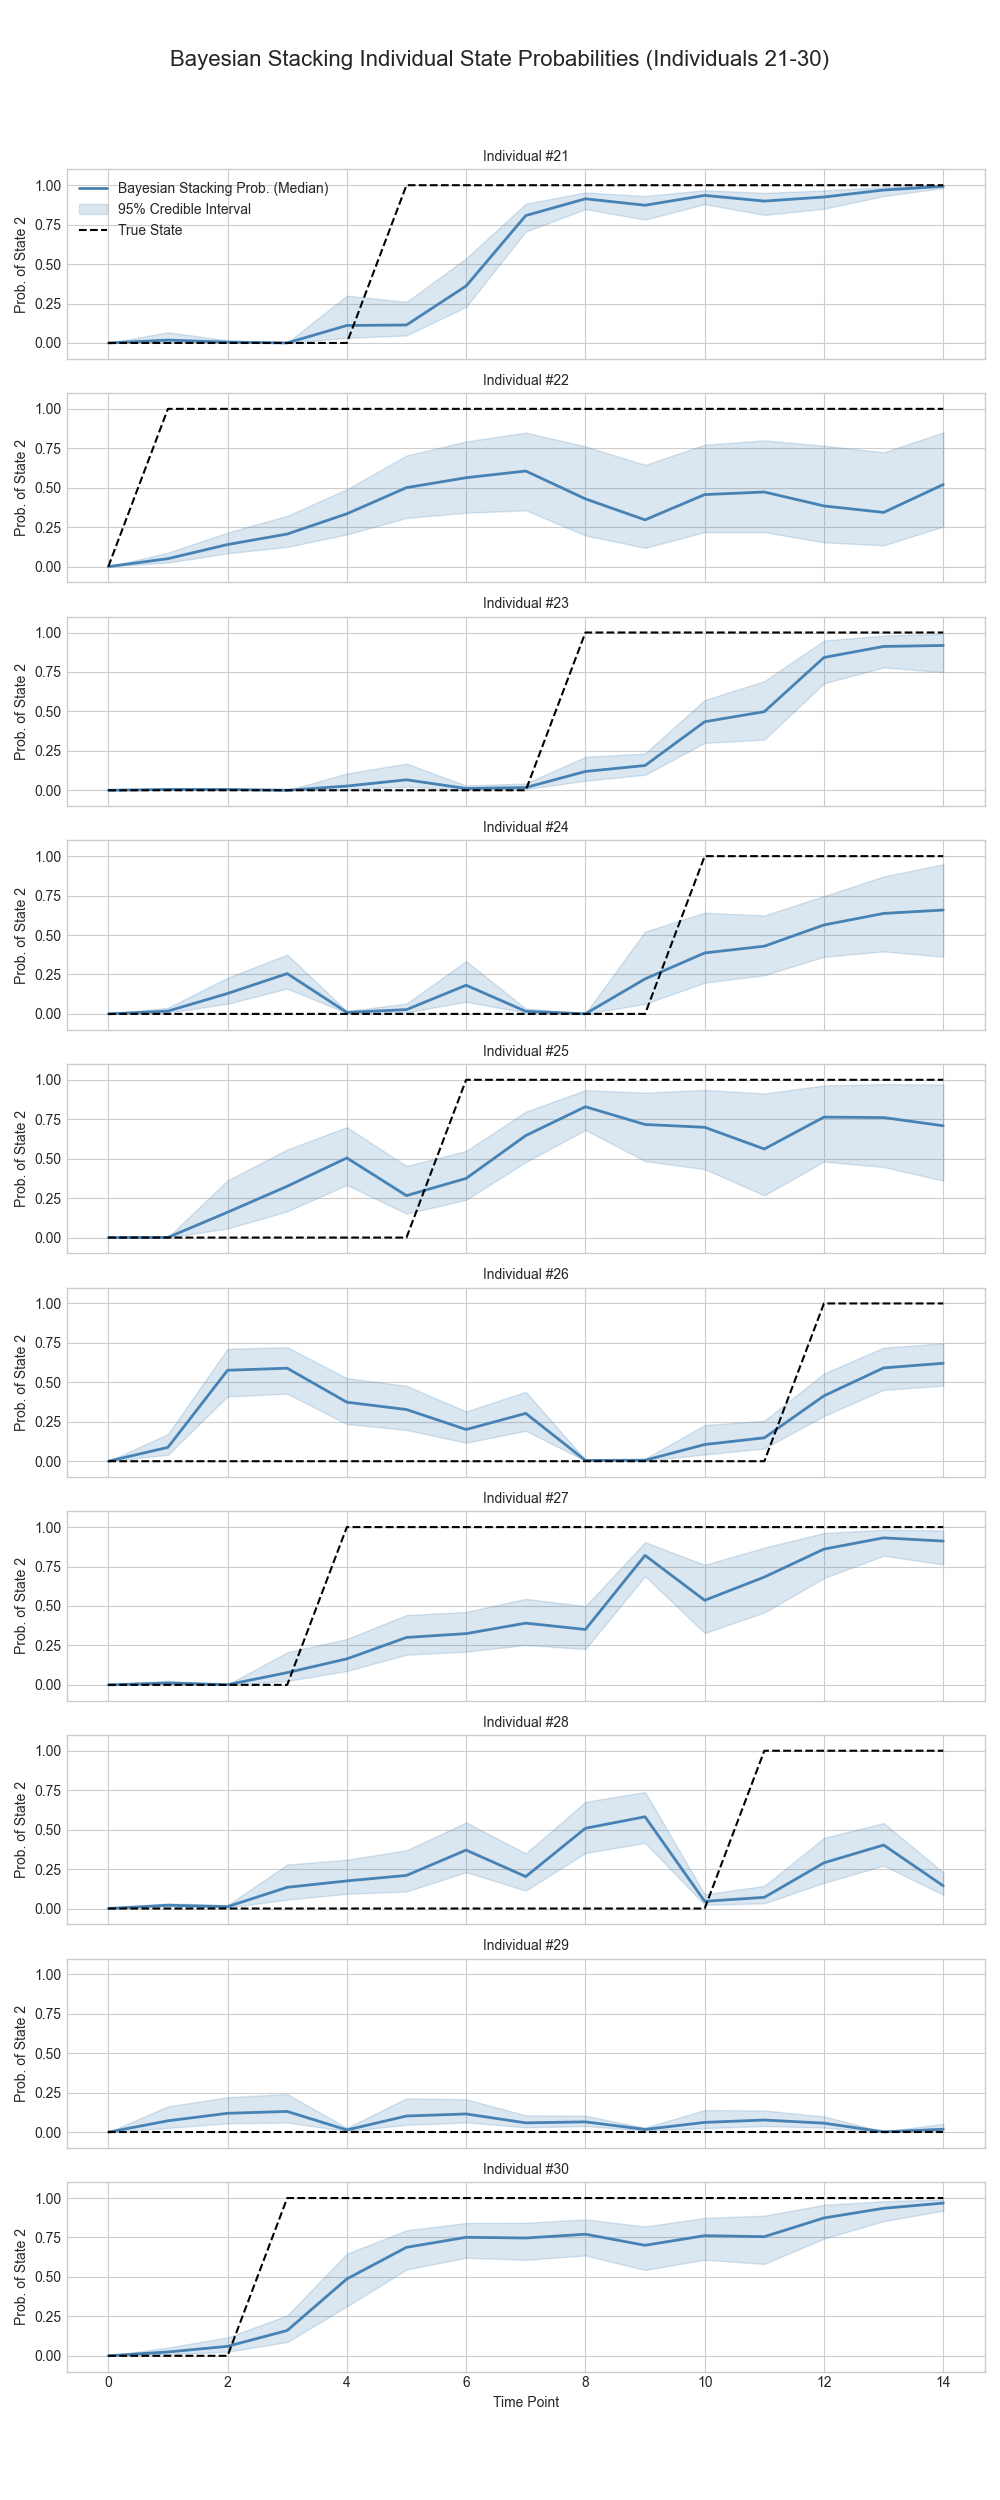 Bayesian Stacking Individual State Probabilities (Individuals 21-30)
Individual #21
Bayesian Stacking Prob. (Median)
95% Credible Interval
True State
Prob. of State 2
1.00
0.75
0.50
0.25
0.00
Individual #22
Prob. of State 2
1.00
0.75
0.50
0.25
0.00
Individual #23
Prob. of State 2
1.00
0.75
0.50
0.25
0.00
Individual #24
Prob. of State 2
1.00
0.75
0.50
0.25
0.00
Individual #25
Prob. of State 2
1.00
0.75
0.50
0.25
0.00
Individual #26
Prob. of State 2
1.00
0.75
0.50
0.25
0.00
Individual #27
Prob. of State 2
1.00
0.75
0.50
0.25
0.00
Individual #28
Prob. of State 2
1.00
0.75
0.50
0.25
0.00
Individual #29
Prob. of State 2
1.00
0.75
0.50
0.25
0.00
Individual #30
Prob. of State 2
1.00
0.75
0.50
0.25
0.00
0 2 4 6 8 10 12 14
Time Point